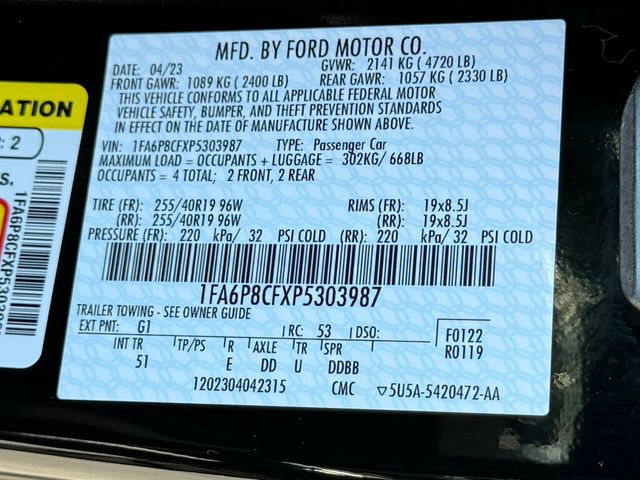 MFD. BY FORD MOTOR CO.
DATE: 04/23 GVWR: 2141 KG ( 4720 LB)
FRONT GAWR: 1089 KG ( 2400 LB) REAR GAWR: 1057 KG ( 2330 LB)
THIS VEHICLE CONFORMS TO ALL APPLICABLE FEDERAL MOTOR
VEHICLE SAFETY, BUMPER, AND THEFT PREVENTION STANDARDS
IN EFFECT ON THE DATE OF MANUFACTURE SHOWN ABOVE.
VIN: 1FA6P8CFXP5303987 TYPE: Passenger Car
MAXIMUM LOAD = OCCUPANTS + LUGGAGE = 302KG/ 668LB
OCCUPANTS = 4 TOTAL; 2 FRONT, 2 REAR
TIRE (FR): 255/40R19 96W RIMS (FR): 19x8.5J
(RR): 255/40R19 96W (RR): 19x8.5J
PRESSURE (FR): 220 kPa/ 32 PSI COLD (RR): 220 kPa/ 32 PSI COLD
1FA6P8CFXP5303987
TRAILER TOWING - SEE OWNER GUIDE
EXT PNT: G1 RC: 53 DSO: F0122
INT TR TP/PS R AXLE TR SPR R0119
51 E DD U DDBB
1202304042315 CMC ▽5U5A-5420472-AA
ATION
: 2
S.
1FA6P8CFXP5303